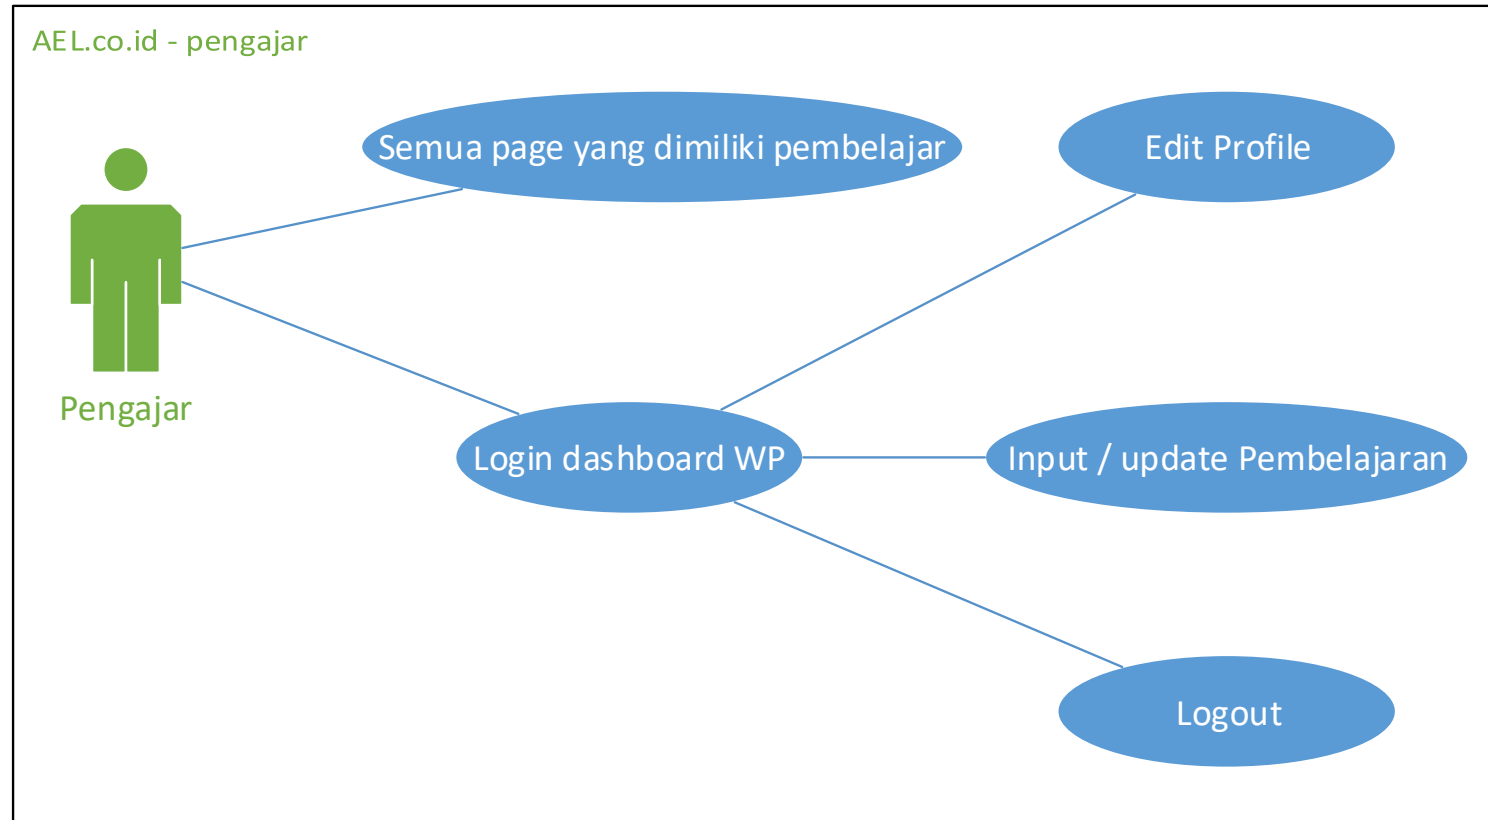 AEL.co.id - pengajar
Semua page yang dimiliki pembelajar
Edit Profile
Pengajar
Login dashboard WP
Input / update Pembelajaran
Logout